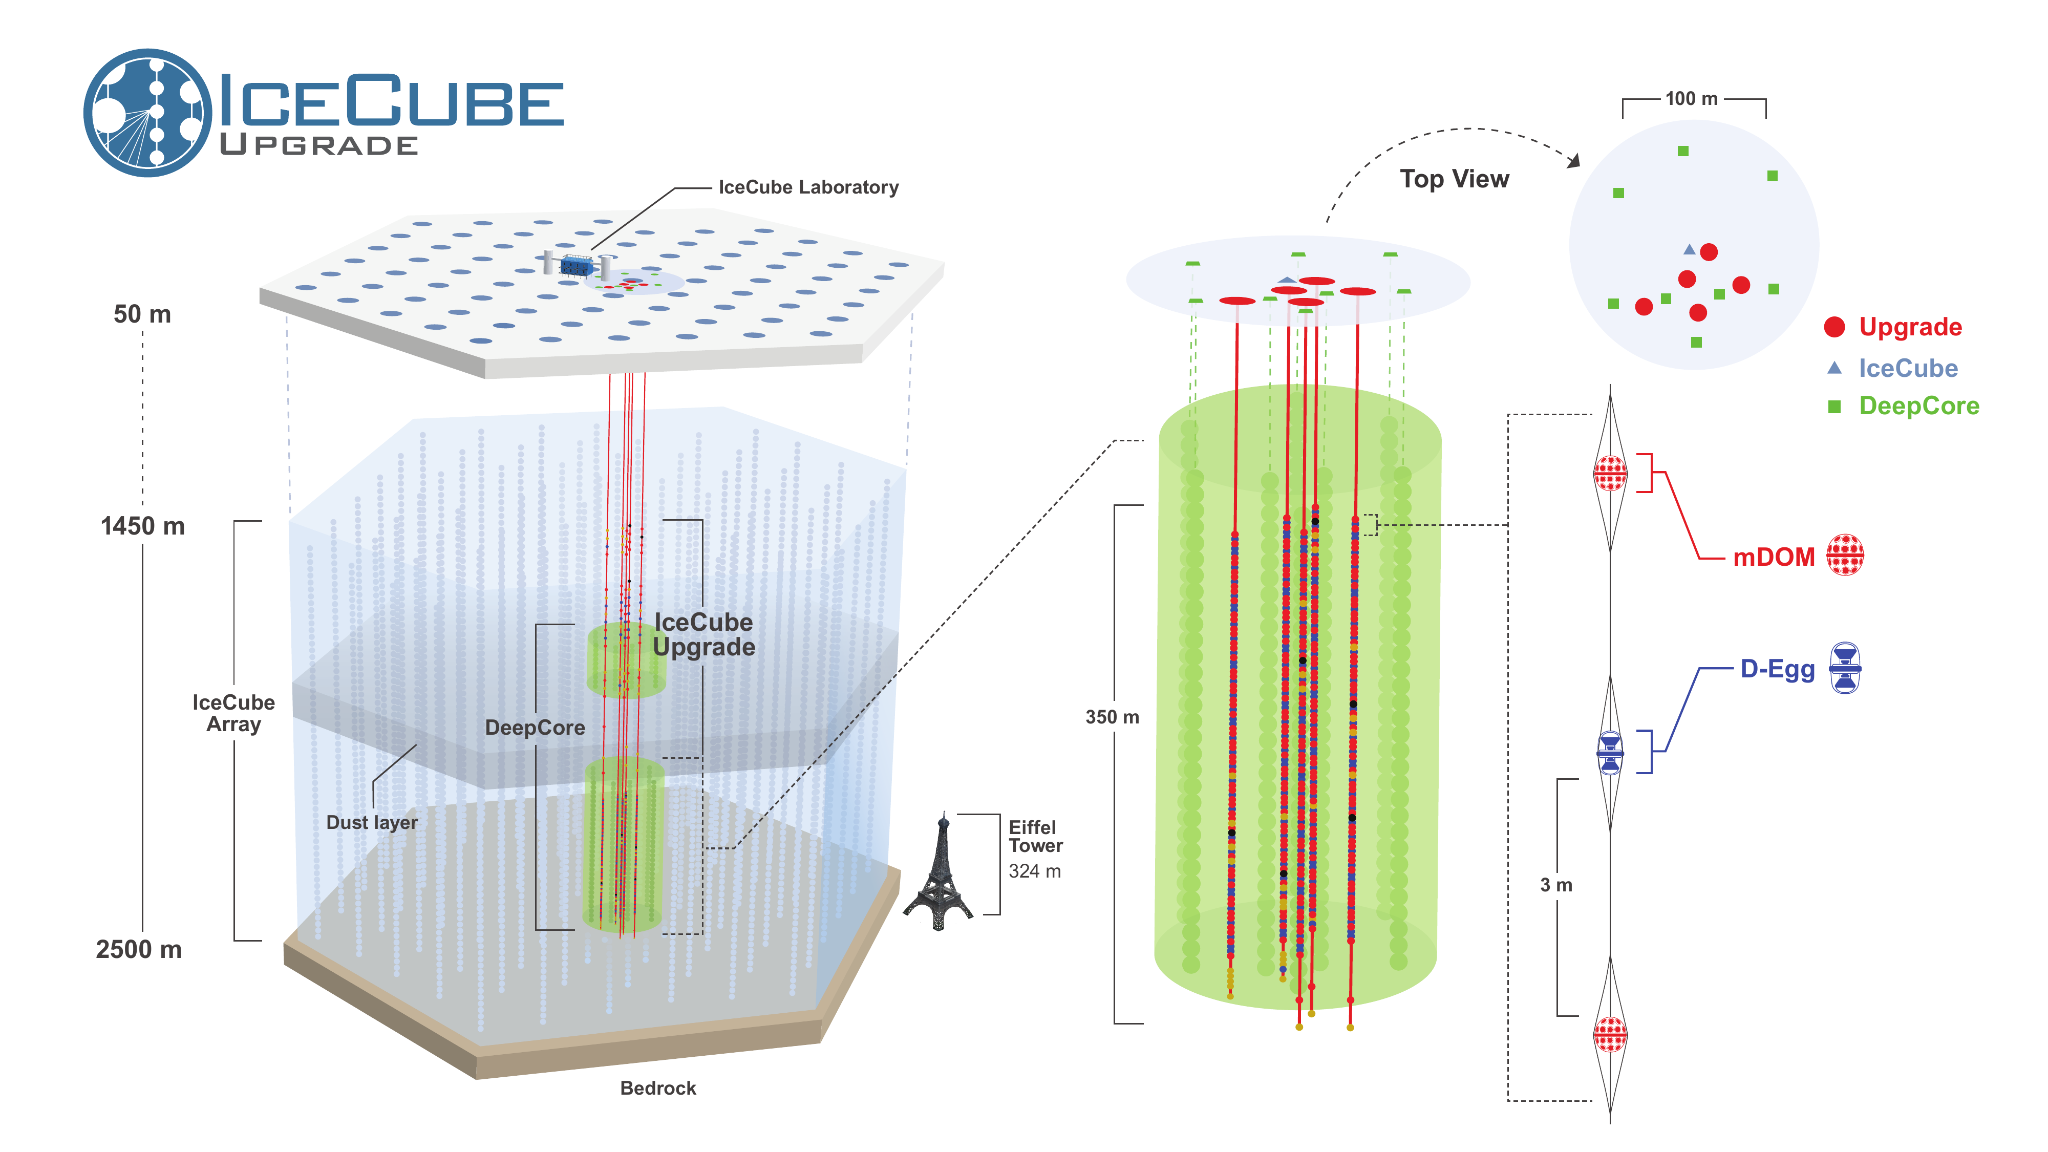 ICECUBE
UPGRADE
IceCube Laboratory
50 m
1450 m
2500 m
IceCube
Array
Dust layer
DeepCore
IceCube
Upgrade
Bedrock
Eiffel
Tower
324 m
350 m
Top View
100 m
Upgrade
IceCube
DeepCore
mDOM
D-Egg
3 m